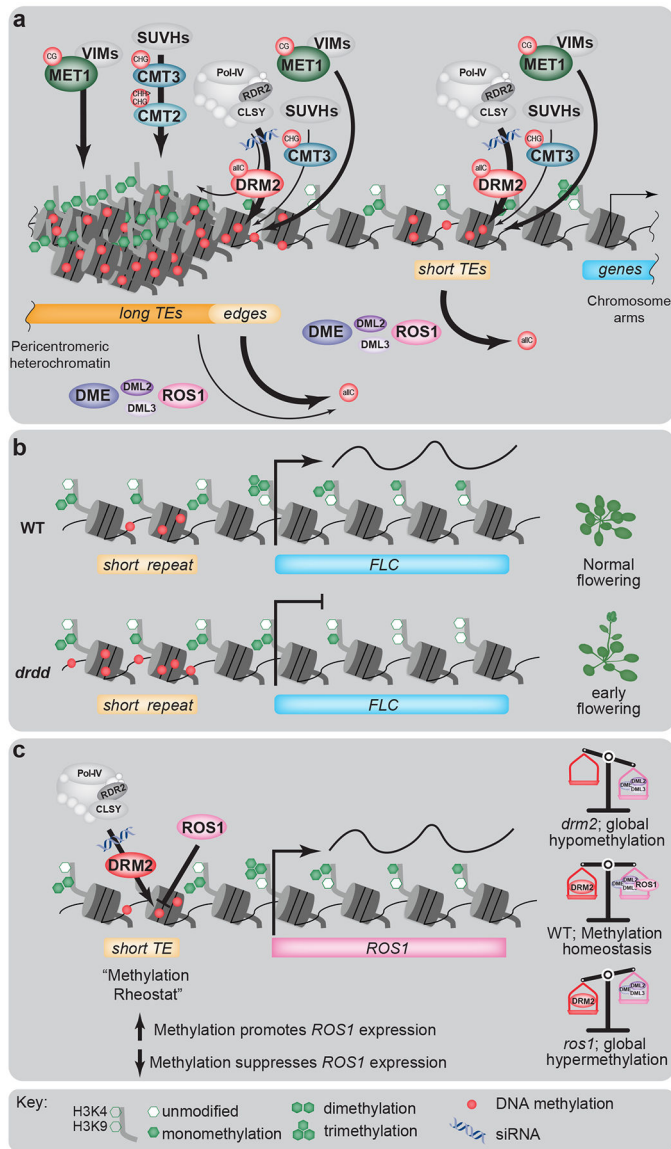 a
CG
VIMs
MET1
SUVHs
CHG
CMT3
CHH>
CHG
CMT2
Pol-IV
RDR2
CLSY
SUVHs
CHG
CMT3
allC
DRM2
CG
VIMs
MET1
Pol-IV
RDR2
CLSY
SUVHs
CHG
CMT3
allC
DRM2
CG
VIMs
MET1
short TEs
genes
Chromosome
arms
long TEs
edges
Pericentromeric
heterochromatin
DME
DML2
DML3
ROS1
allC
DME
DML2
DML3
ROS1
allC
b
WT
short repeat
FLC
Normal
flowering
drdd
short repeat
FLC
early
flowering
c
Pol-IV
RDR2
CLSY
DRM2
ROS1
short TE
ROS1
"Methylation
Rheostat"
Methylation promotes ROS1 expression
Methylation suppresses ROS1 expression
DME
DML2
DML3
drm2; global
hypomethylation
DRM2
DME
DML2
ROS1
WT; Methylation
homeostasis
DRM2
DME
DML2
DML3
ros1; global
hypermethylation
Key:
H3K4
H3K9
unmodified
monomethylation
dimethylation
trimethylation
DNA methylation
siRNA